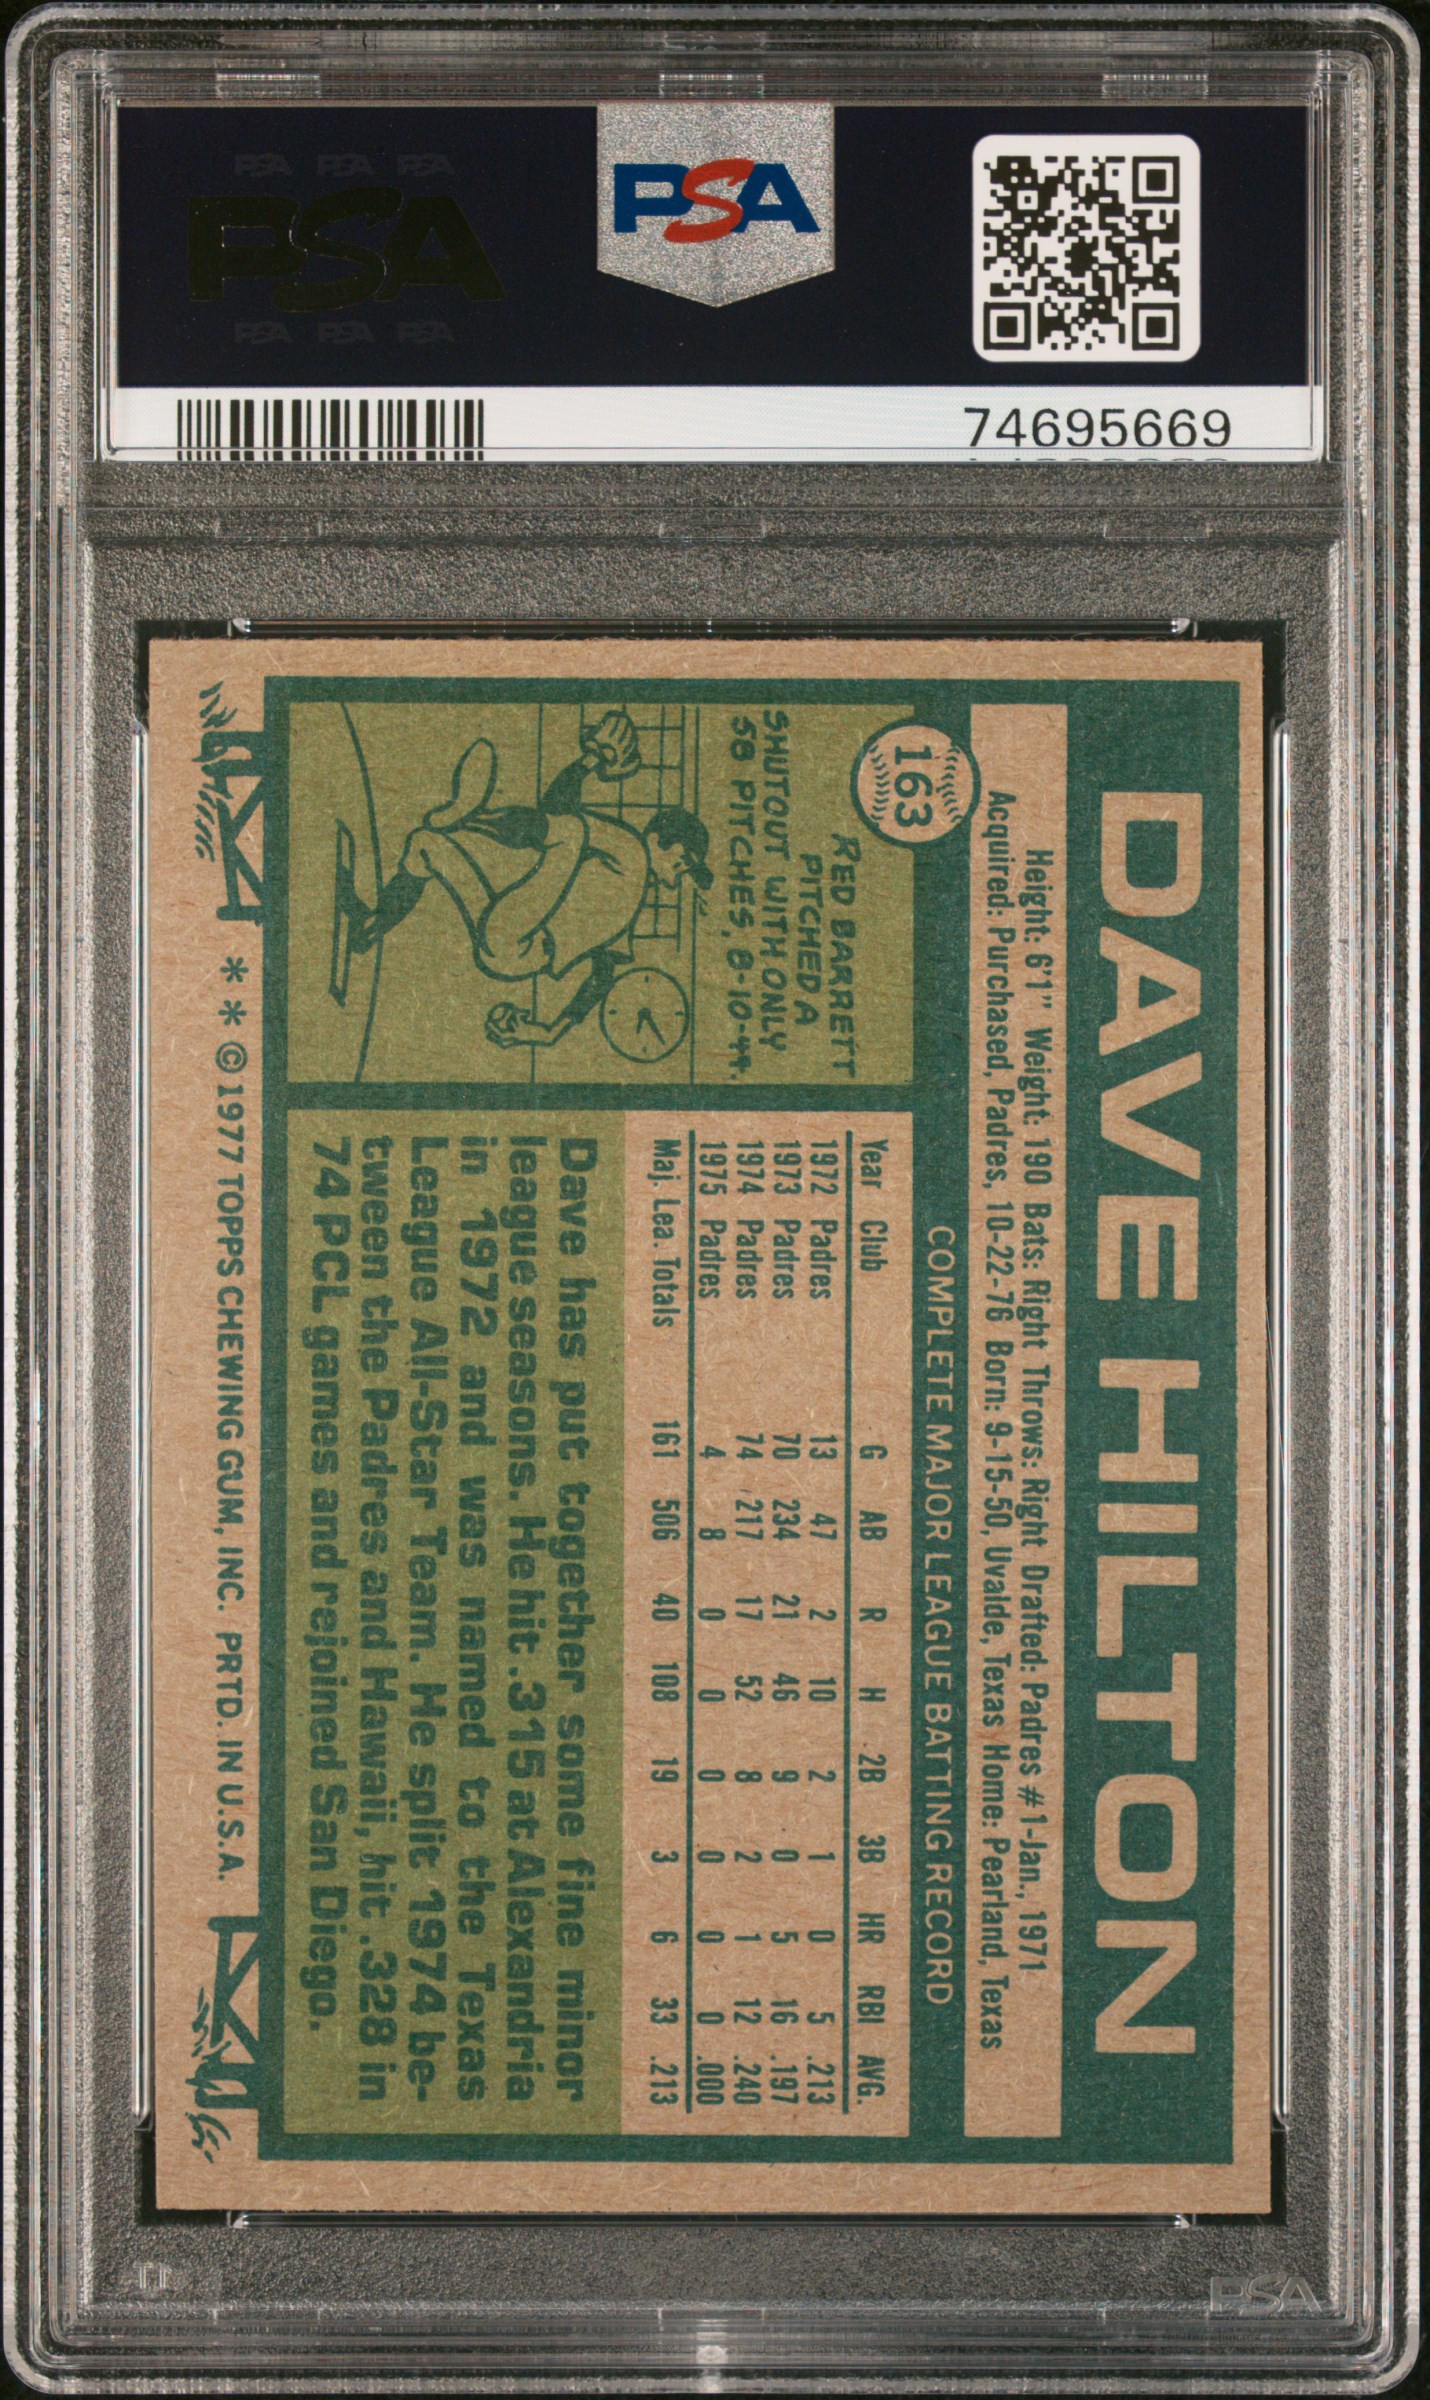 PSA PSA PSA
PSA
PSA PSA PSA
PSA
74695669
DAVE HILTON
Height: 6'1" Weight: 190 Bats: Right Throws: Right Drafted: Padres #1-Jan., 1971
Acquired: Purchased, Padres, 10-22-76 Born: 9-15-50, Uvalde, Texas Home: Pearland, Texas
163
COMPLETE MAJOR LEAGUE BATTING RECORD
Year Club G AB R H 2B 3B HR RBI AVG.
1972 Padres 13 47 2 10 2 1 0 5 .213
1973 Padres 70 234 21 46 9 0 5 16 .197
1974 Padres 74 217 17 52 8 2 1 12 .240
1975 Padres 4 8 0 0 0 0 0 0 .000
Maj. Lea. Totals 161 506 40 108 19 3 6 33 .213
RED BARRETT
PITCHED A
SHUTOUT WITH ONLY
58 PITCHES, 8-10-44.
Dave has put together some fine minor
league seasons. He hit .315 at Alexandria
in 1972 and was named to the Texas
League All-Star Team. He split 1974 be-
tween the Padres and Hawaii, hit .328 in
74 PCL games and rejoined San Diego.
** ©1977 TOPPS CHEWING GUM, INC. PRTD. IN U.S.A.
PSA